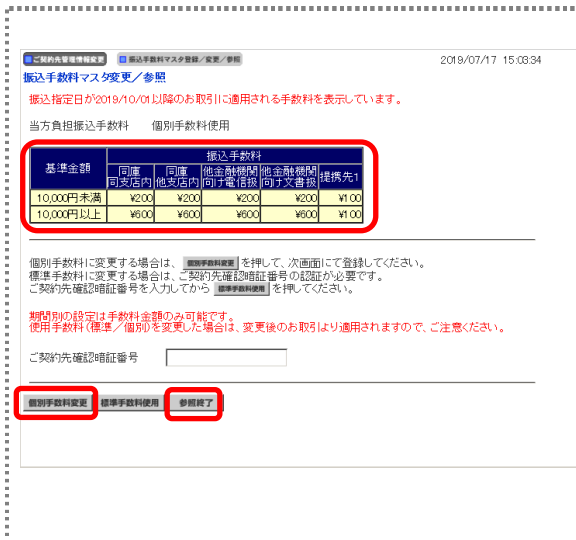 ご契約先管理情報変更 振込手数料マスタ登録／変更／参照 2019/07/17 15:03:34
振込手数料マスタ変更／参照
振込指定日が2019/10/01以降のお取引に適用される手数料を表示しています。
当方負担振込手数料 個別手数料使用
振込手数料
基準金額 同庫 同庫 他金融機関 他金融機関 提携先1
同支店内 他支店内 向け電信扱 向け文書扱
10,000円未満 ¥200 ¥200 ¥200 ¥200 ¥100
10,000円以上 ¥600 ¥600 ¥600 ¥600 ¥100
個別手数料に変更する場合は、 個別手数料変更 を押して、次画面にて登録してください。
標準手数料に変更する場合は、ご契約先確認暗証番号の認証が必要です。
ご契約先確認暗証番号を入力してから 標準手数料使用 を押してください。
期間別の設定は手数料金額のみ可能です。
使用手数料（標準／個別）を変更した場合は、変更後のお取引より適用されますので、ご注意ください。
ご契約先確認暗証番号
個別手数料変更 標準手数料使用 参照終了